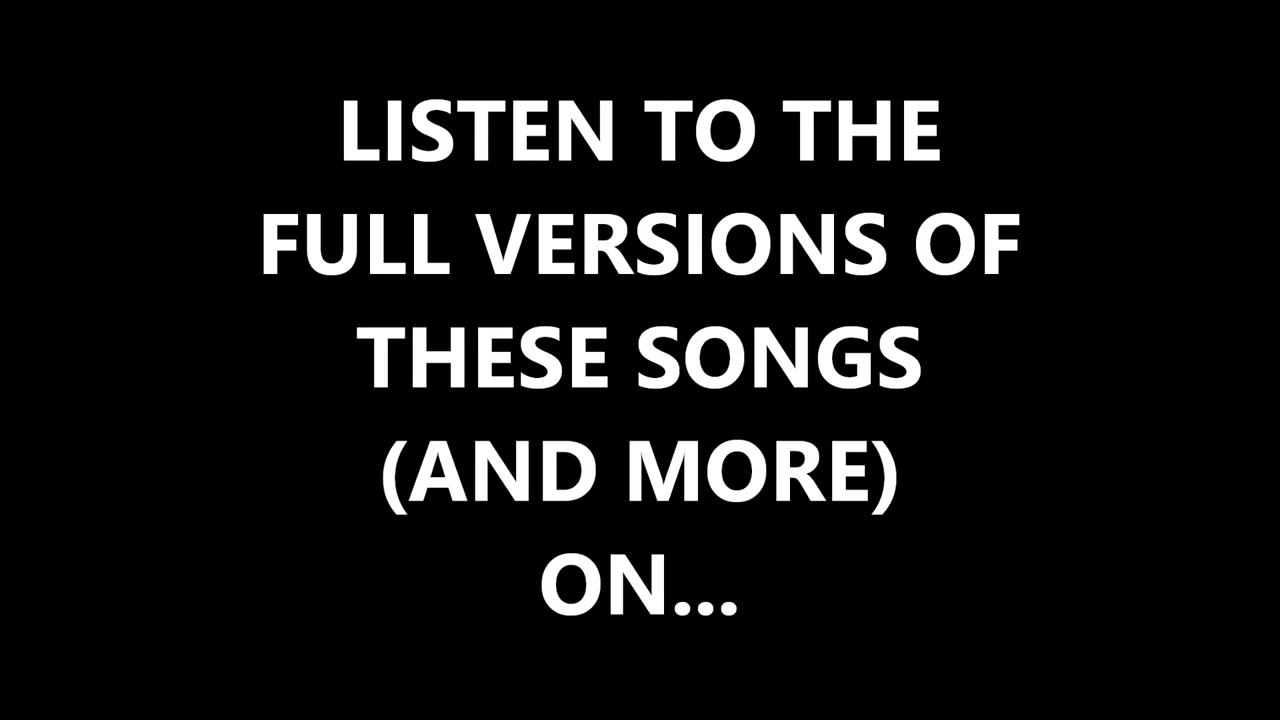 LISTEN TO THE
FULL VERSIONS OF
THESE SONGS
(AND MORE)
ON...